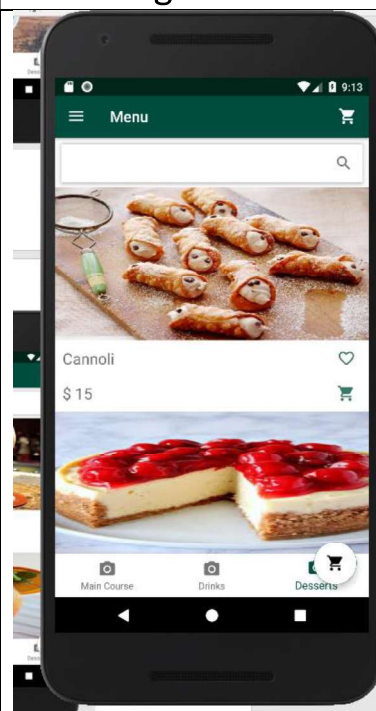 9:13
Menu
Cannoli
$ 15
Main Course
Drinks
Desserts